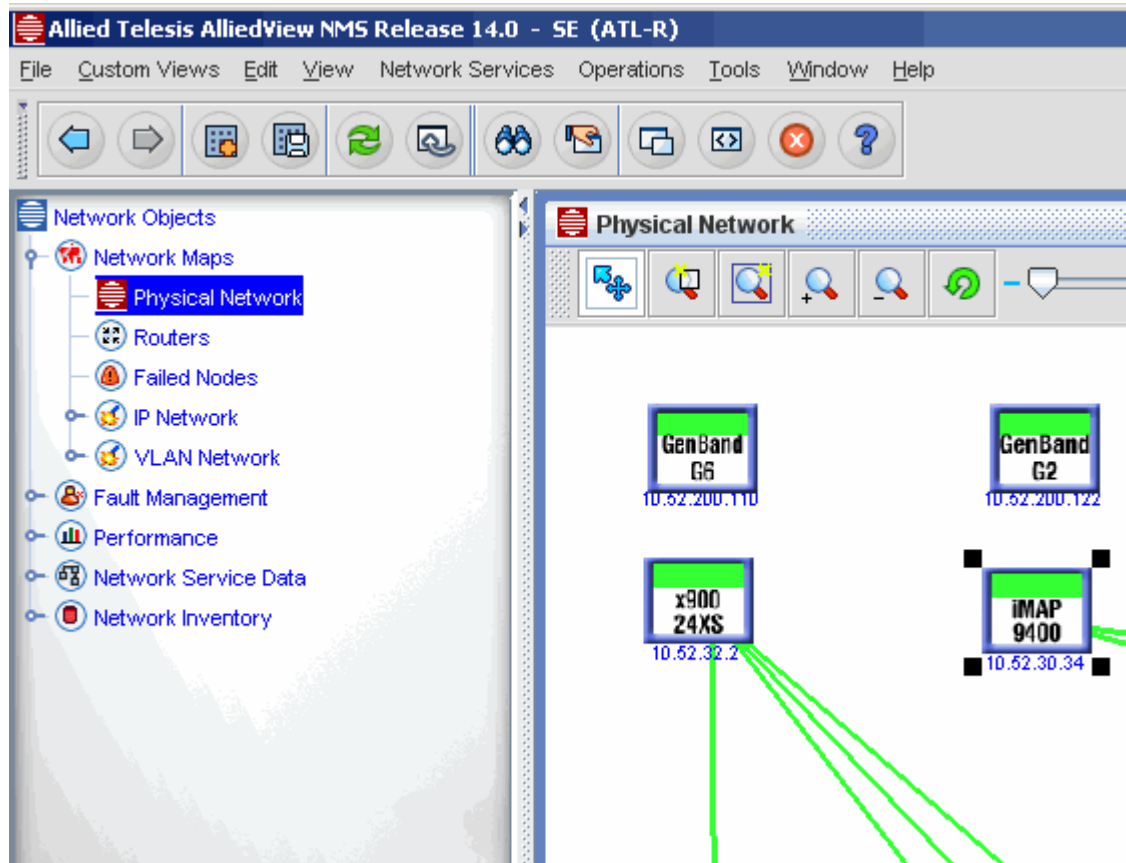 Allied Telesis AlliedView NMS Release 14.0 - SE (ATL-R)
File Custom Views Edit View Network Services Operations Tools Window Help
Network Objects
Network Maps
Physical Network
Routers
Failed Nodes
IP Network
VLAN Network
Fault Management
Performance
Network Service Data
Network Inventory
Physical Network
GenBand
G6
10.52.200.110
GenBand
G2
10.52.200.122
x900
24XS
10.52.32.2
iMAP
9400
10.52.30.34